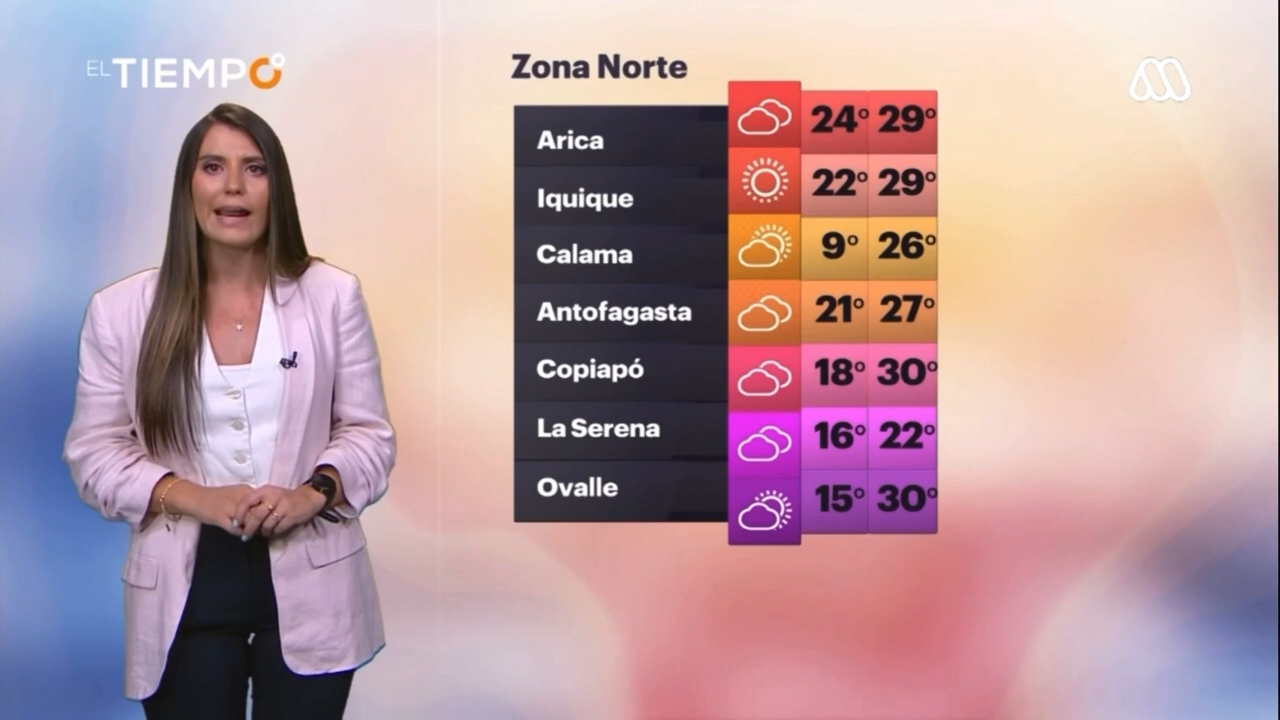 EL TIEMPO
Zona Norte
Arica 24° 29°
Iquique 22° 29°
Calama 9° 26°
Antofagasta 21° 27°
Copiapó 18° 30°
La Serena 16° 22°
Ovalle 15° 30°